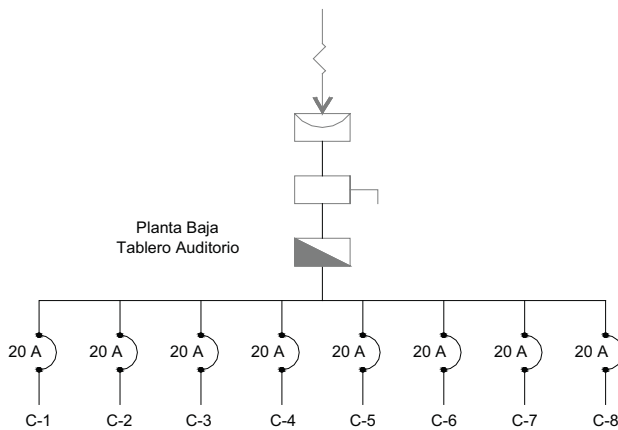 Planta Baja
Tablero Auditorio
20 A 20 A 20 A 20 A 20 A 20 A 20 A 20 A
C-1 C-2 C-3 C-4 C-5 C-6 C-7 C-8